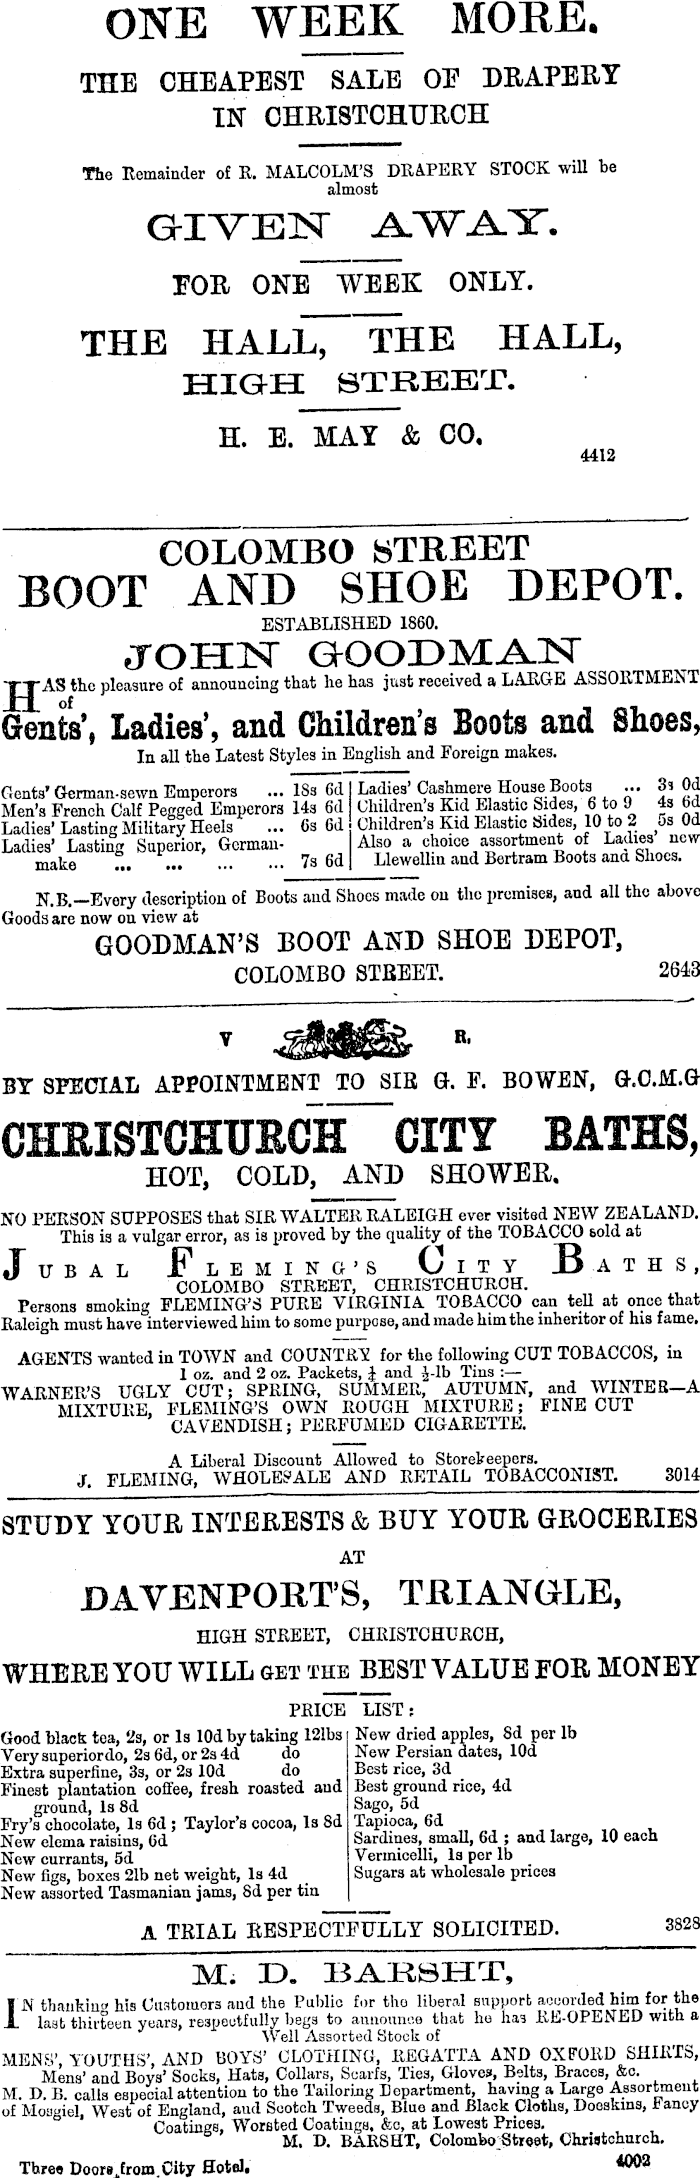 ONE WEEK MORE.
THE CHEAPEST SALE OF DRAPERY
IN CHRISTCHURCH
The Remainder of R. MALCOLM'S DRAPERY STOCK will be
almost
GIVEN AWAY.
FOR ONE WEEK ONLY.
THE HALL, THE HALL,
HIGH STREET.
H. E. MAY & CO.
4412
COLOMBO STREET
BOOT AND SHOE DEPOT.
ESTABLISHED 1860.
JOHN GOODMAN
HAS the pleasure of announcing that he has just received a LARGE ASSORTMENT
of
Gents', Ladies', and Children's Boots and Shoes,
In all the Latest Styles in English and Foreign makes.
Gents' German-sewn Emperors ... 18s 6d
Men's French Calf Pegged Emperors 14s 6d
Ladies' Lasting Military Heels ... 6s 6d
Ladies' Lasting Superior, German-
make ... ... ... ... 7s 6d
Ladies' Cashmere House Boots ... 3s 0d
Children's Kid Elastic Sides, 6 to 9 4s 6d
Children's Kid Elastic Sides, 10 to 2 5s 0d
Also a choice assortment of Ladies' new
Llewellin and Bertram Boots and Shoes.
N.B.—Every description of Boots and Shoes made on the premises, and all the above
Goods are now on view at
GOODMAN'S BOOT AND SHOE DEPOT,
COLOMBO STREET. 2643
V R.
BY SPECIAL APPOINTMENT TO SIR G. F. BOWEN, G.C.M.G
CHRISTCHURCH CITY BATHS,
HOT, COLD, AND SHOWER.
NO PERSON SUPPOSES that SIR WALTER RALEIGH ever visited NEW ZEALAND.
This is a vulgar error, as is proved by the quality of the TOBACCO sold at
JUBAL FLEMING'S CITY BATHS,
COLOMBO STREET, CHRISTCHURCH.
Persons smoking FLEMING'S PURE VIRGINIA TOBACCO can tell at once that
Raleigh must have interviewed him to some purpose, and made him the inheritor of his fame.
AGENTS wanted in TOWN and COUNTRY for the following CUT TOBACCOS, in
1 oz. and 2 oz. Packets, ¼ and ½-lb Tins :—
WARNER'S UGLY CUT; SPRING, SUMMER, AUTUMN, and WINTER—A
MIXTURE, FLEMING'S OWN ROUGH MIXTURE; FINE CUT
CAVENDISH; PERFUMED CIGARETTE.
A Liberal Discount Allowed to Storekeepers.
J. FLEMING, WHOLESALE AND RETAIL TOBACCONIST. 3014
STUDY YOUR INTERESTS & BUY YOUR GROCERIES
AT
DAVENPORT'S, TRIANGLE,
HIGH STREET, CHRISTCHURCH,
WHERE YOU WILL GET THE BEST VALUE FOR MONEY
PRICE LIST:
Good black tea, 2s, or 1s 10d by taking 12lbs
Very superior do, 2s 6d, or 2s 4d do
Extra superfine, 3s, or 2s 10d do
Finest plantation coffee, fresh roasted and
ground, 1s 8d
Fry's chocolate, 1s 6d ; Taylor's cocoa, 1s 8d
New elema raisins, 6d
New currants, 5d
New figs, boxes 2lb net weight, 1s 4d
New assorted Tasmanian jams, 8d per tin
New dried apples, 8d per lb
New Persian dates, 10d
Best rice, 3d
Best ground rice, 4d
Sago, 5d
Tapioca, 6d
Sardines, small, 6d ; and large, 10 each
Vermicelli, 1s per lb
Sugars at wholesale prices
A TRIAL RESPECTFULLY SOLICITED. 3828
M. D. BARSHT,
IN thanking his Customers and the Public for the liberal support accorded him for the
last thirteen years, respectfully begs to announce that he has RE-OPENED with a
Well Assorted Stock of
MENS', YOUTHS', AND BOYS' CLOTHING, REGATTA AND OXFORD SHIRTS,
Mens' and Boys' Socks, Hats, Collars, Scarfs, Ties, Gloves, Belts, Braces, &c.
M. D. B. calls especial attention to the Tailoring Department, having a Large Assortment
of Mosgiel, West of England, and Scotch Tweeds, Blue and Black Cloths, Doeskins, Fancy
Coatings, Worsted Coatings, &c, at Lowest Prices.
M. D. BARSHT, Colombo Street, Christchurch.
Three Doors from City Hotel. 4002